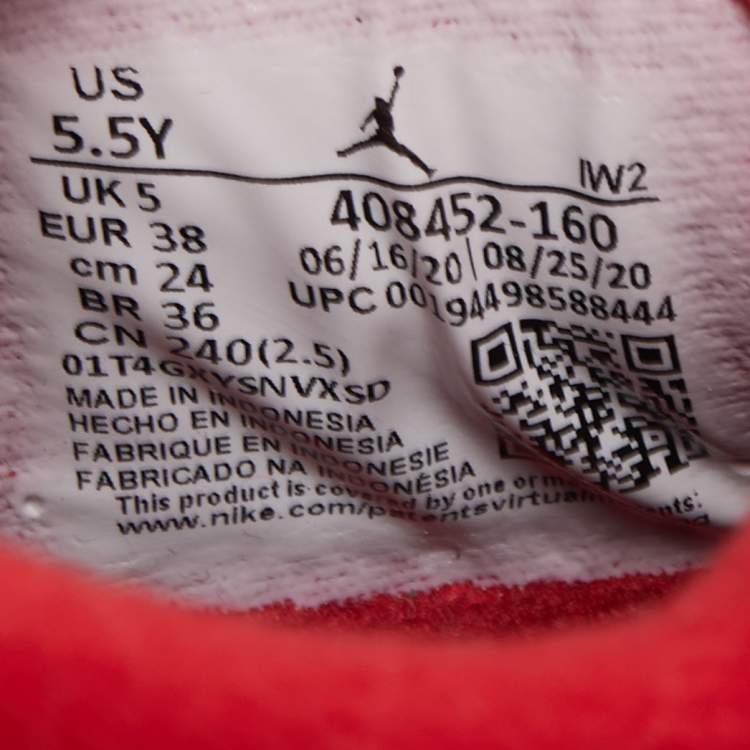 US
5.5Y
IW2
UK 5
EUR 38
cm 24
BR 36
CN 240(2.5)
408452-160
06/16/20 08/25/20
UPC 00194498588444
01T4GXYSNVXSD
MADE IN INDONESIA
HECHO EN INDONESIA
FABRIQUE EN INDONESIE
FABRICADO NA INDONÉSIA
This product is covered by one or
www.nike.com/patentsvirtual